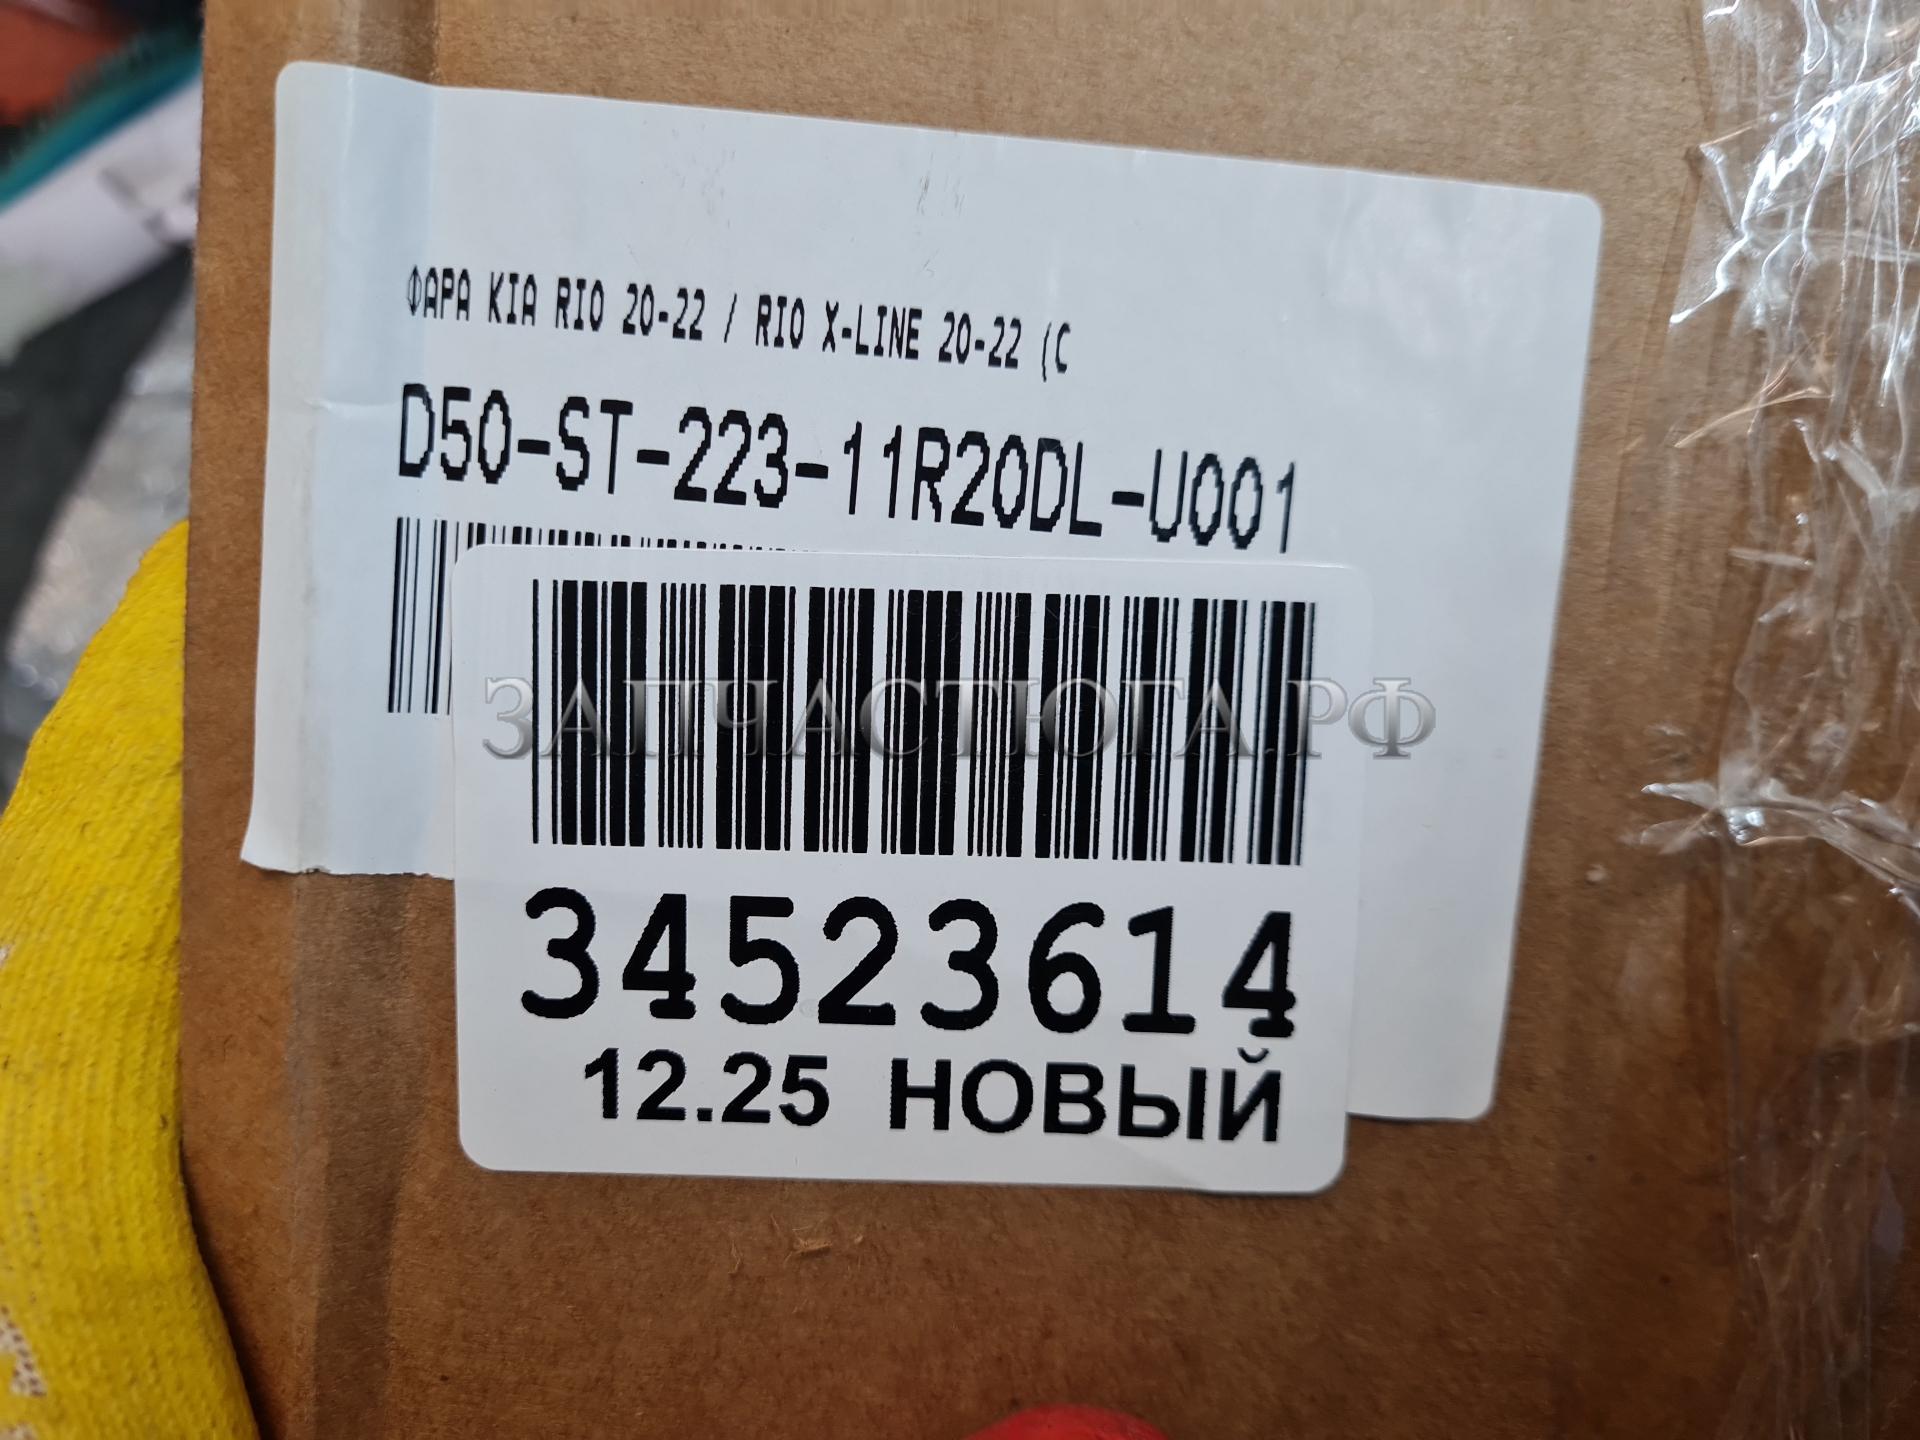 ФАРА KIA RIO 20-22 / RIO X-LINE 20-22 (С
D50-ST-223-11R20DL-U001
ЗАПЧАСТЮГА.РФ
34523614
12.25 НОВЫЙ